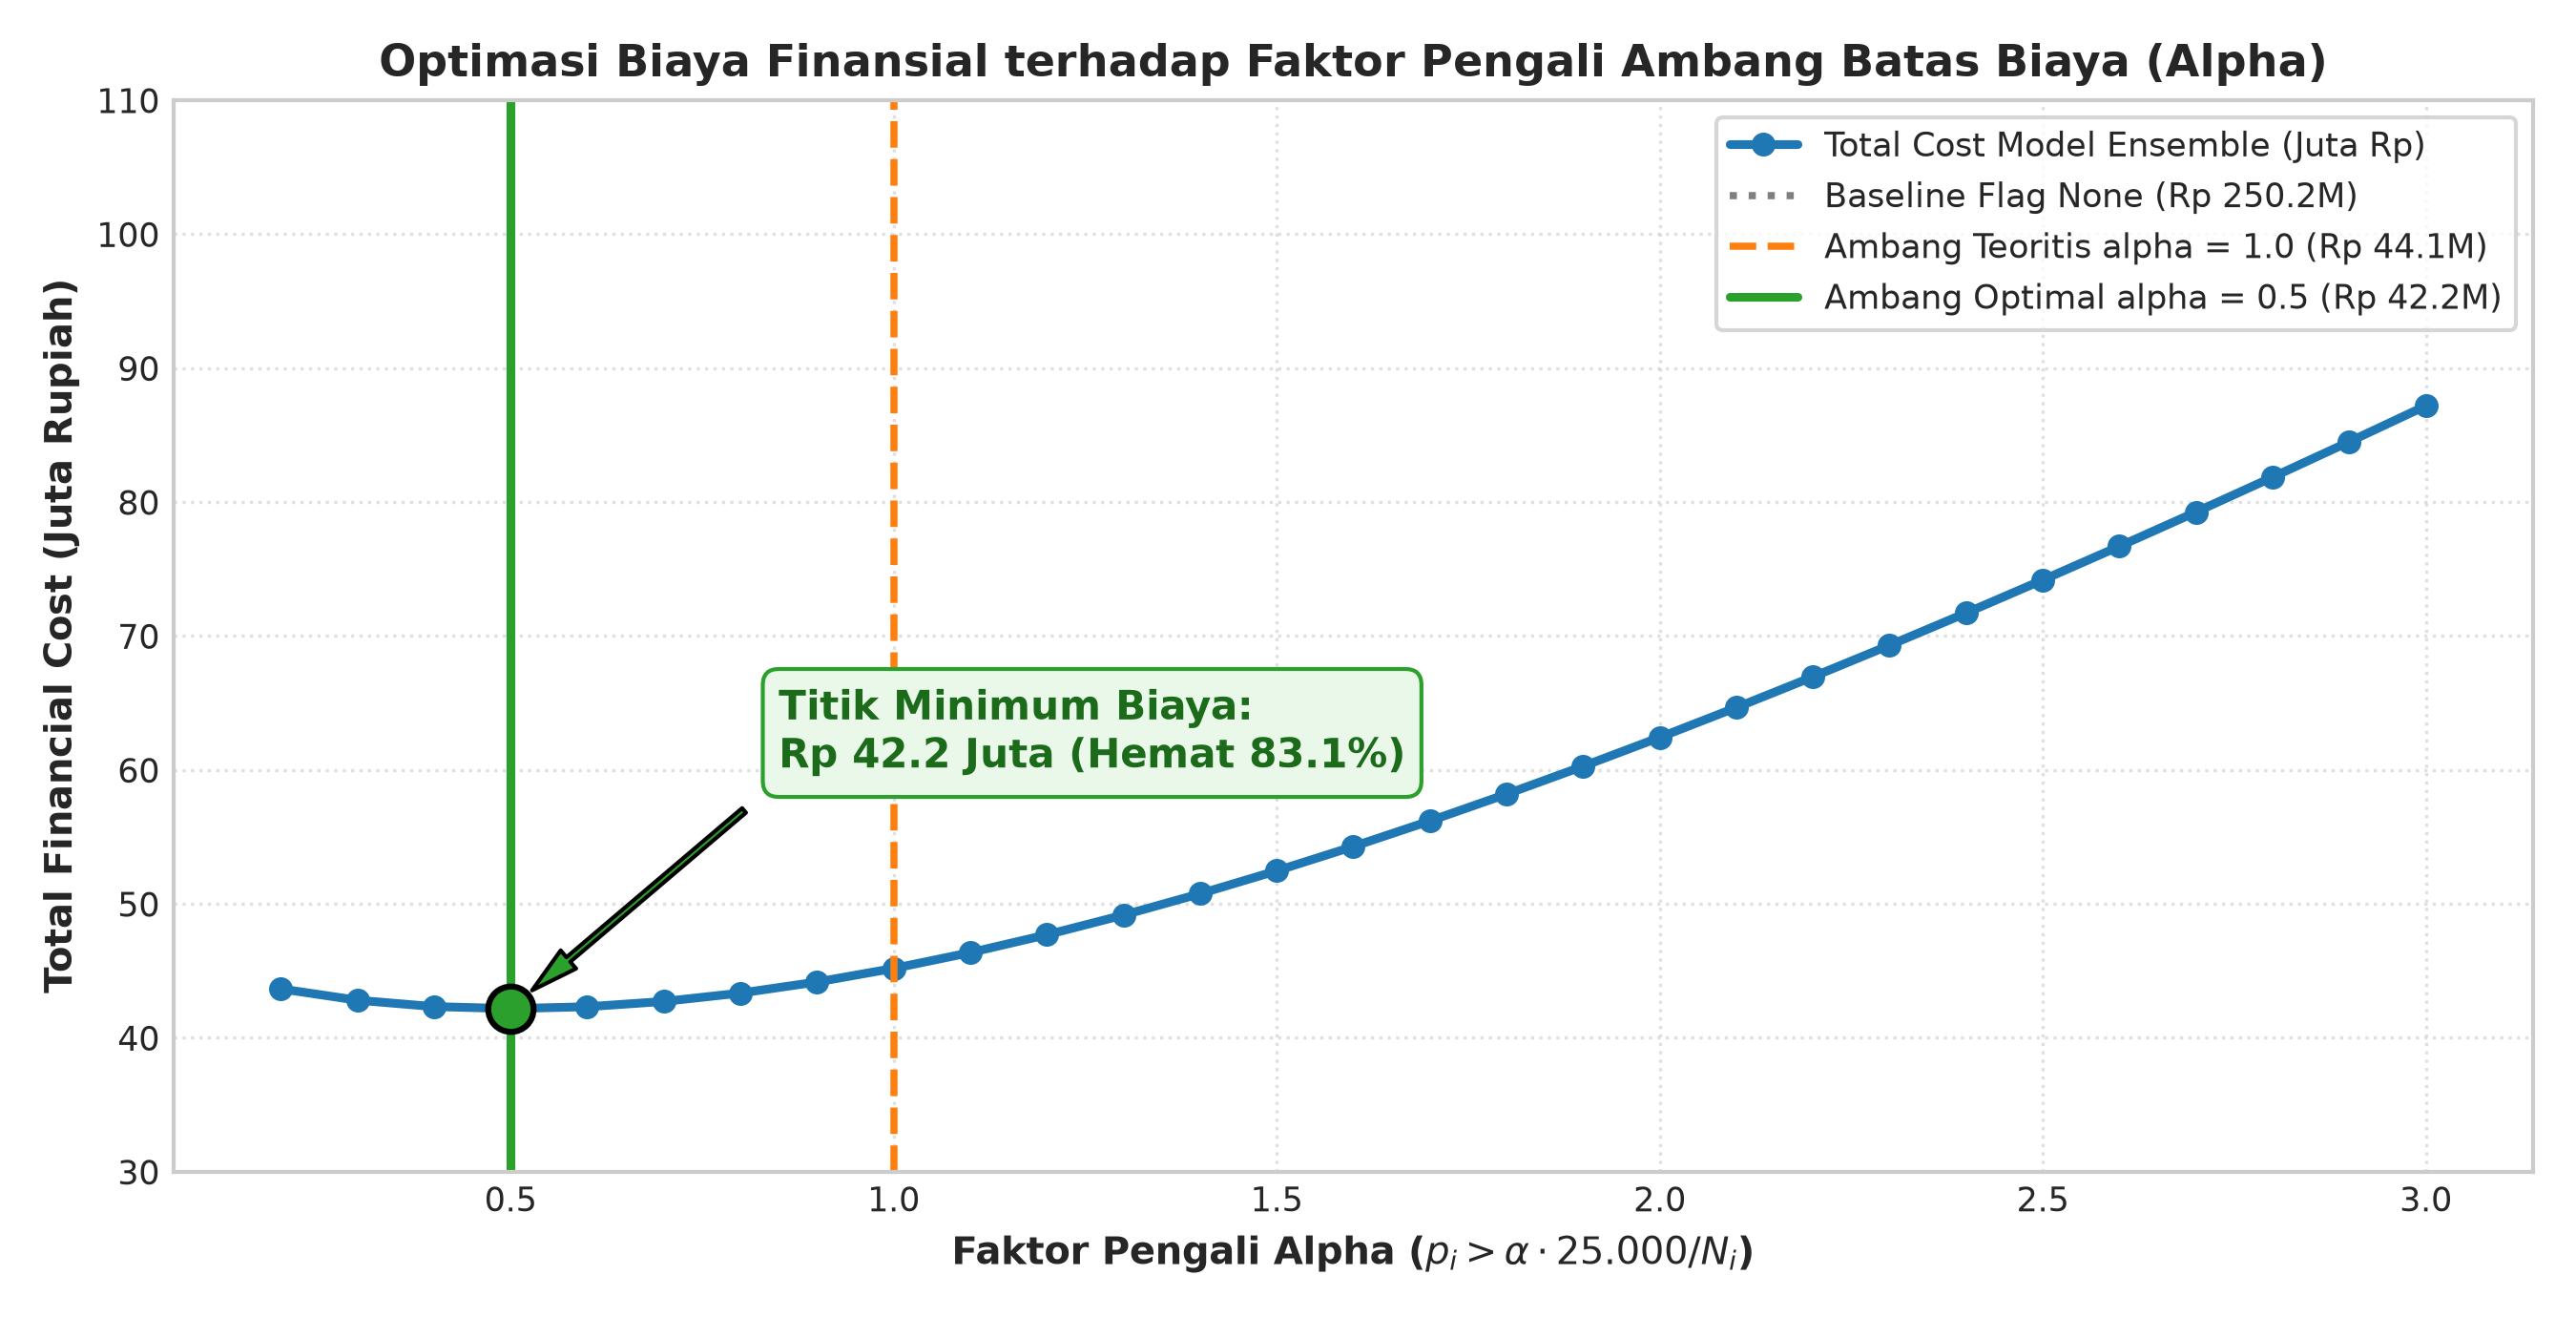 Optimasi Biaya Finansial terhadap Faktor Pengali Ambang Batas Biaya (Alpha)
110
100
90
80
70
60
50
40
30
Total Financial Cost (Juta Rupiah)
Total Cost Model Ensemble (Juta Rp)
Baseline Flag None (Rp 250.2M)
Ambang Teoritis alpha = 1.0 (Rp 44.1M)
Ambang Optimal alpha = 0.5 (Rp 42.2M)
Titik Minimum Biaya:
Rp 42.2 Juta (Hemat 83.1%)
0.5 1.0 1.5 2.0 2.5 3.0
Faktor Pengali Alpha (pᵢ > α · 25.000/Nᵢ)